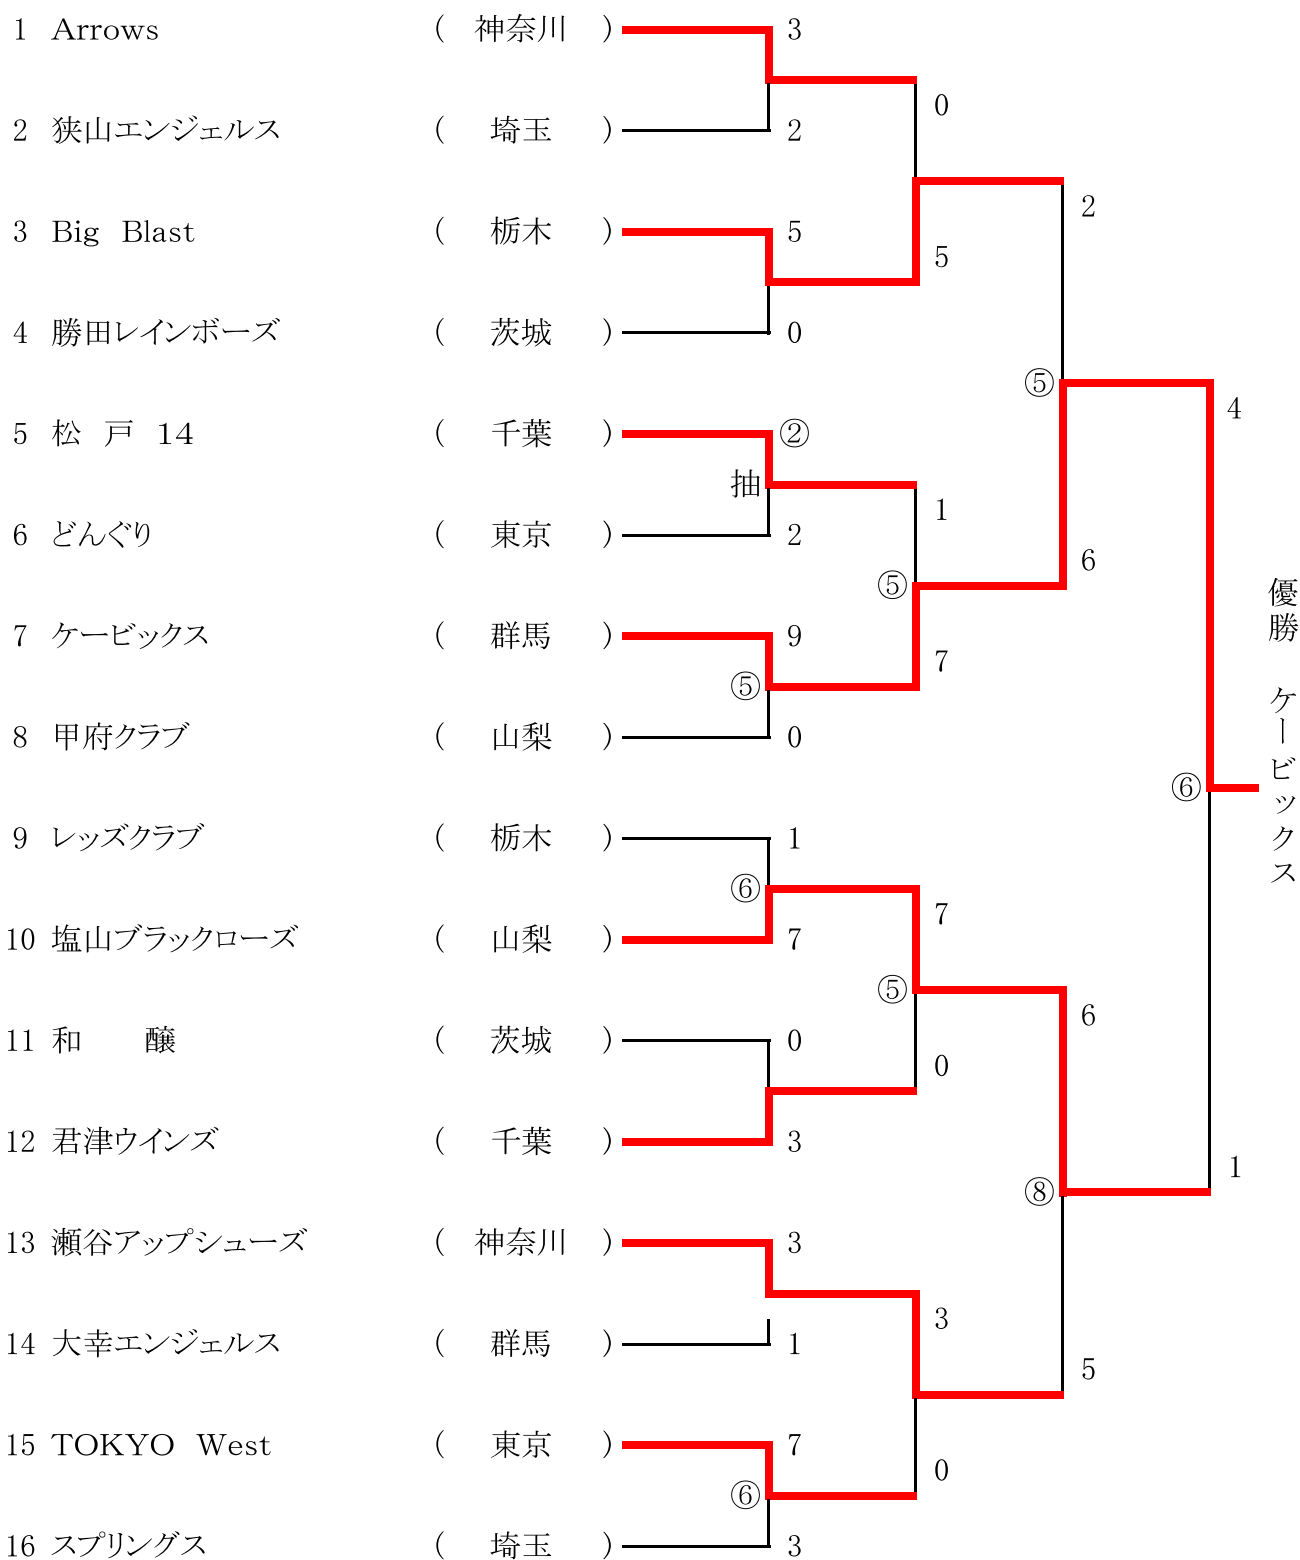 1 Arrows ( 神奈川 ) 3
0
2 狭山エンジェルス ( 埼玉 ) 2
2
3 Big Blast ( 栃木 ) 5
5
4 勝田レインボーズ ( 茨城 ) 0
⑤
4
5 松 戸 14 ( 千葉 ) ②
抽
1
6 どんぐり ( 東京 ) 2
6
⑤
7 ケービックス ( 群馬 ) 9
7
⑤
8 甲府クラブ ( 山梨 ) 0
⑥
優勝 ケービックス
9 レッズクラブ ( 栃木 ) 1
⑥
7
10 塩山ブラックローズ ( 山梨 ) 7
⑤
6
11 和 醸 ( 茨城 ) 0
0
12 君津ウインズ ( 千葉 ) 3
1
⑧
13 瀬谷アップシューズ ( 神奈川 ) 3
3
14 大幸エンジェルス ( 群馬 ) 1
5
15 TOKYO West ( 東京 ) 7
0
⑥
16 スプリングス ( 埼玉 ) 3